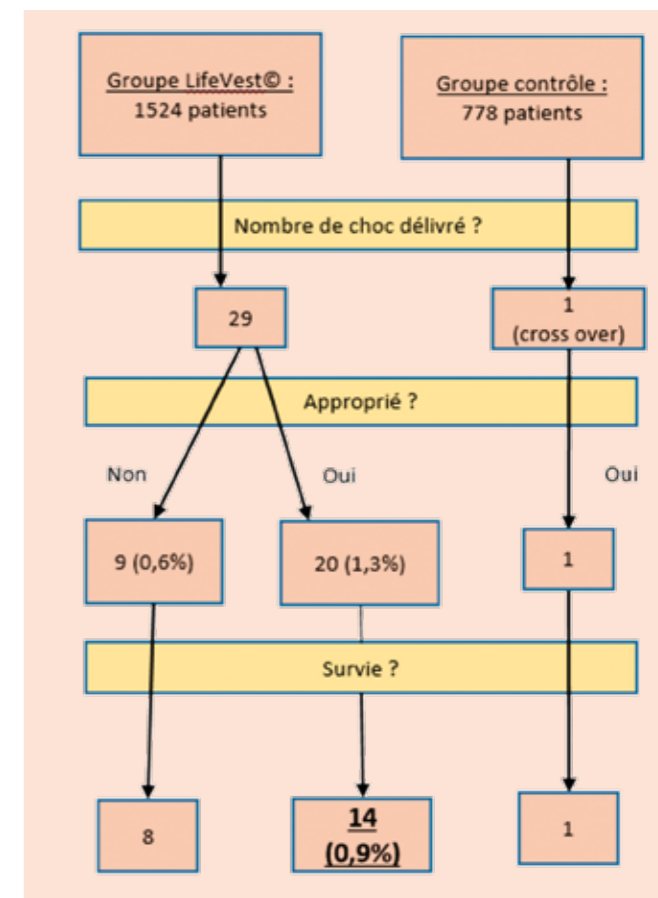 Groupe LifeVest© :
1524 patients
Groupe contrôle :
778 patients
Nombre de choc délivré ?
29
1
(cross over)
Approprié ?
Non
Oui
Oui
9 (0,6%)
20 (1,3%)
1
Survie ?
8
14
(0,9%)
1